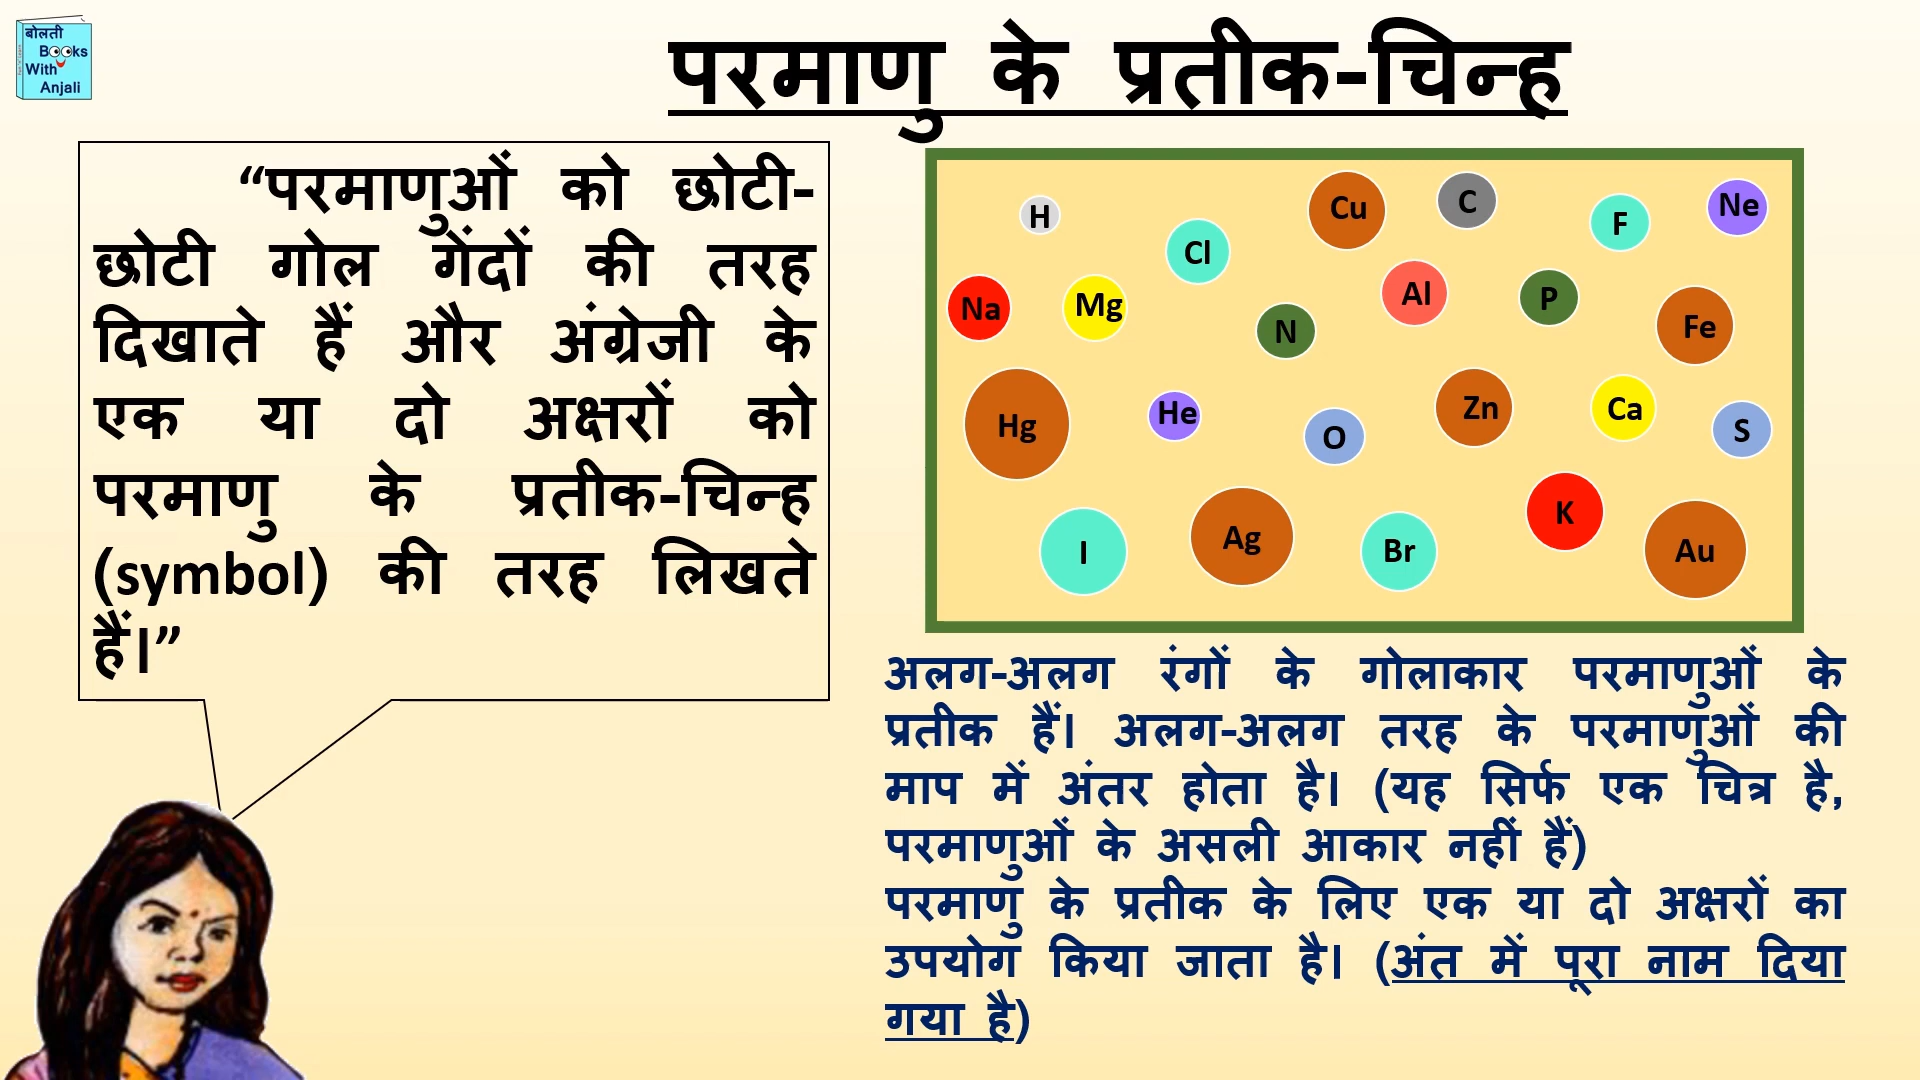 बोलती
Books
With
Anjali
परमाणु के प्रतीक-चिन्ह
“परमाणुओं को छोटी-
छोटी गोल गेंदों की तरह
दिखाते हैं और अंग्रेजी के
एक या दो अक्षरों को
परमाणु के प्रतीक-चिन्ह
(symbol) की तरह लिखते
हैं।”
H
Cl
Cu
C
F
Ne
Na
Mg
N
Al
P
Fe
Hg
He
O
Zn
Ca
S
I
Ag
Br
K
Au
अलग-अलग रंगों के गोलाकार परमाणुओं के
प्रतीक हैं। अलग-अलग तरह के परमाणुओं की
माप में अंतर होता है। (यह सिर्फ एक चित्र है,
परमाणुओं के असली आकार नहीं हैं)
परमाणु के प्रतीक के लिए एक या दो अक्षरों का
उपयोग किया जाता है। (अंत में पूरा नाम दिया
गया है)